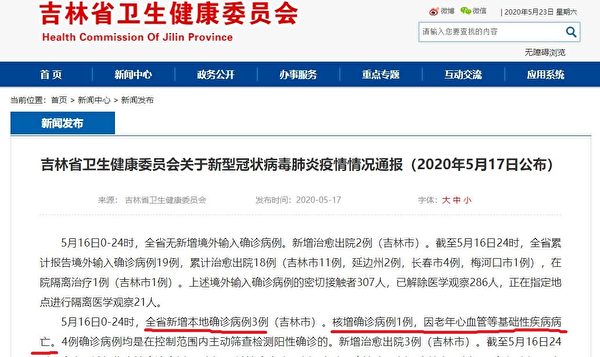 吉林省卫生健康委员会
Health Commission Of Jilin Province
微博 微信 | 2020年5月23日 星期六
请输入您要查找的内容
无障碍浏览
首 页 新闻中心 政务公开 办事服务 重点专题 互动交流 应用系统
当前位置：首页 > 新闻中心 > 新闻发布
新闻发布
吉林省卫生健康委员会关于新型冠状病毒肺炎疫情情况通报（2020年5月17日公布）
来源： 吉林省卫生健康委员会 发布时间：2020-05-17 字体：大 中 小
5月16日0-24时，全省无新增境外输入确诊病例。新增治愈出院2例（吉林市）。截至5月16日24时，全省累
计报告境外输入确诊病例19例，累计治愈出院18例（吉林市11例，延边州2例，长春市4例，梅河口市1例），在
院隔离治疗1例（吉林市1例）。上述境外输入确诊病例的密切接触者307人，已解除医学观察286人，正在指定地
点进行隔离医学观察21人。
5月16日0-24时，全省新增本地确诊病例3例（吉林市）。核增确诊病例1例，因老年心血管等基础性疾病病
亡。4例确诊病例均是在控制范围内主动筛查检测阳性确诊的。新增治愈出院3例（吉林市）。截至5月16日24